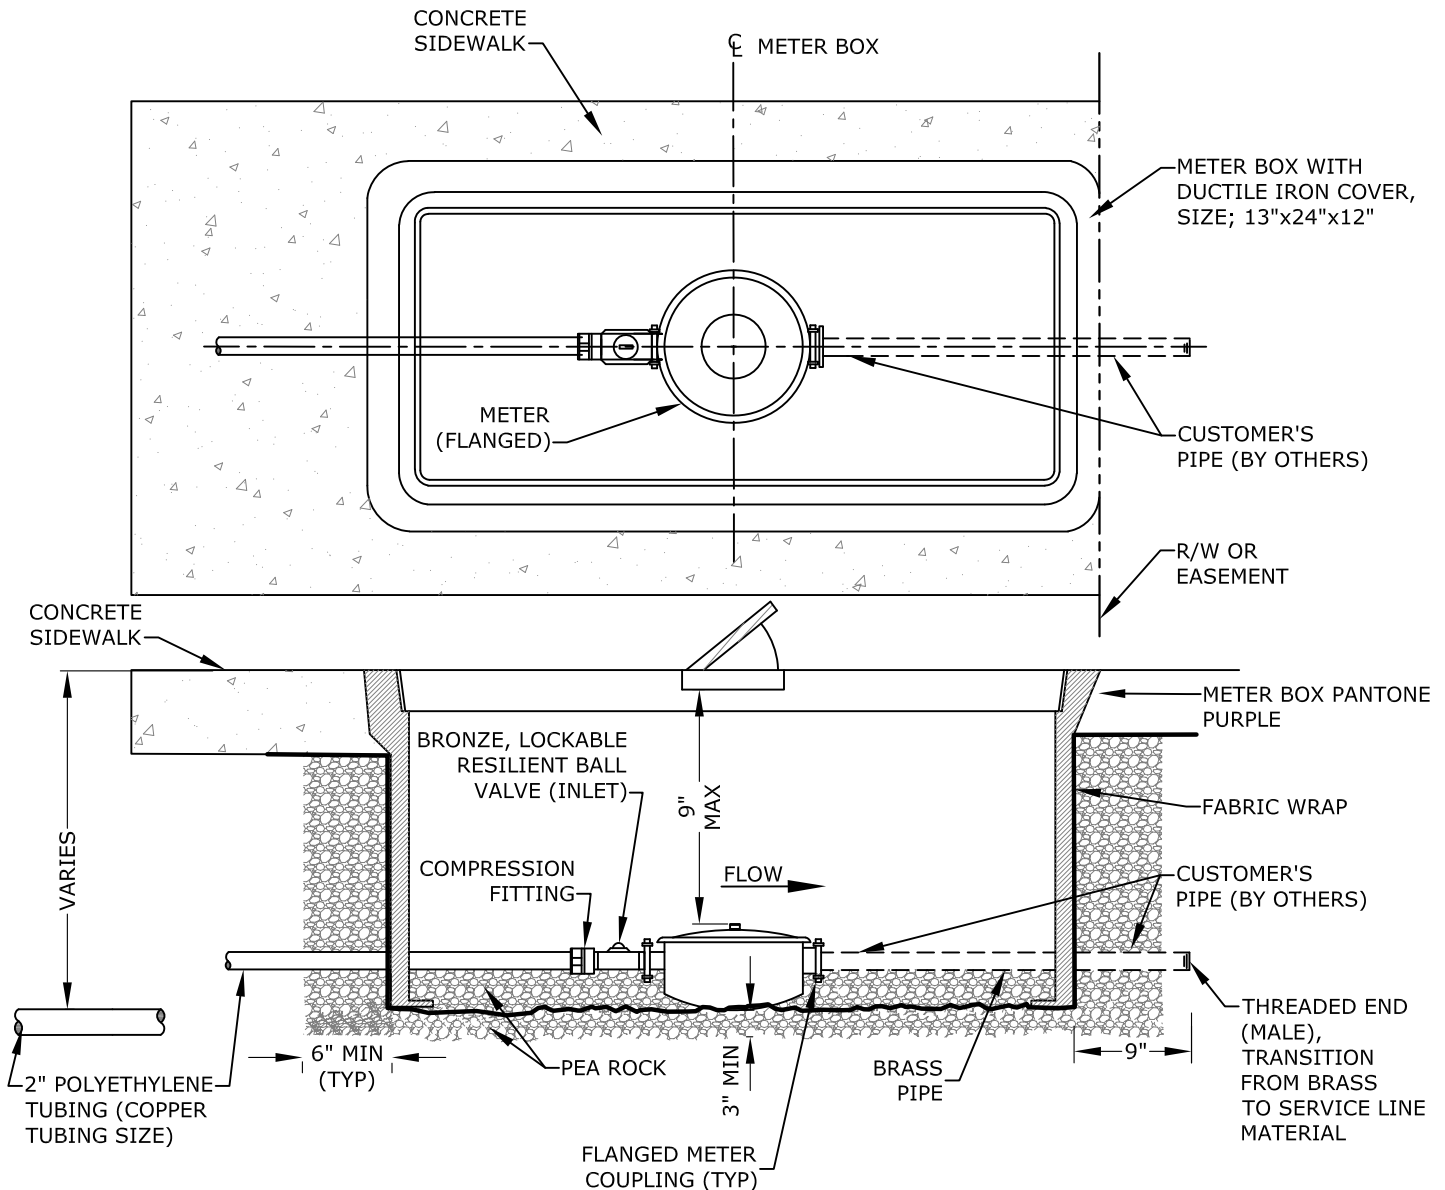 CONCRETE
SIDEWALK
℄ METER BOX
METER BOX WITH
DUCTILE IRON COVER,
SIZE; 13"x24"x12"
METER
(FLANGED)
CUSTOMER'S
PIPE (BY OTHERS)
R/W OR
EASEMENT
CONCRETE
SIDEWALK
METER BOX PANTONE
PURPLE
BRONZE, LOCKABLE
RESILIENT BALL
VALVE (INLET)
9"
MAX
FABRIC WRAP
VARIES
COMPRESSION
FITTING
FLOW
CUSTOMER'S
PIPE (BY OTHERS)
THREADED END
(MALE),
TRANSITION
FROM BRASS
TO SERVICE LINE
MATERIAL
6" MIN
(TYP)
PEA ROCK
3" MIN
BRASS
PIPE
9"
2" POLYETHYLENE
TUBING (COPPER
TUBING SIZE)
FLANGED METER
COUPLING (TYP)